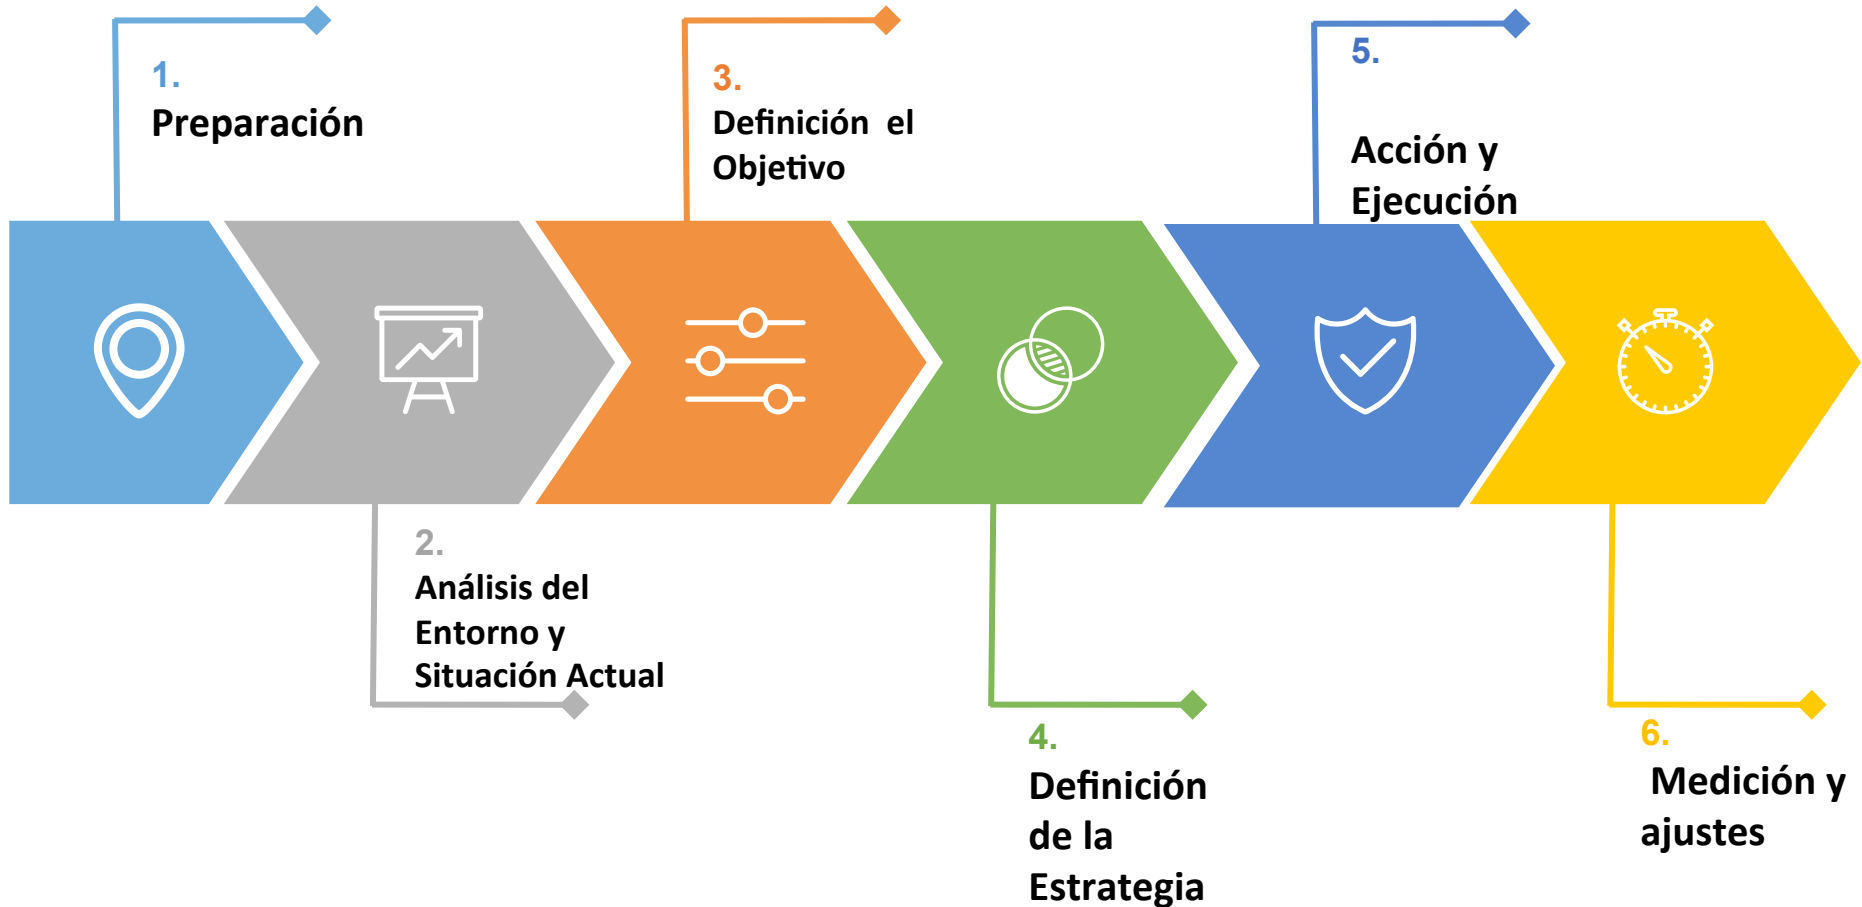 1.
Preparación
2.
Análisis del
Entorno y
Situación Actual
3.
Definición  el
Objetivo
4.
Definición
de la
Estrategia
5.
Acción y
Ejecución
6.
Medición y
ajustes